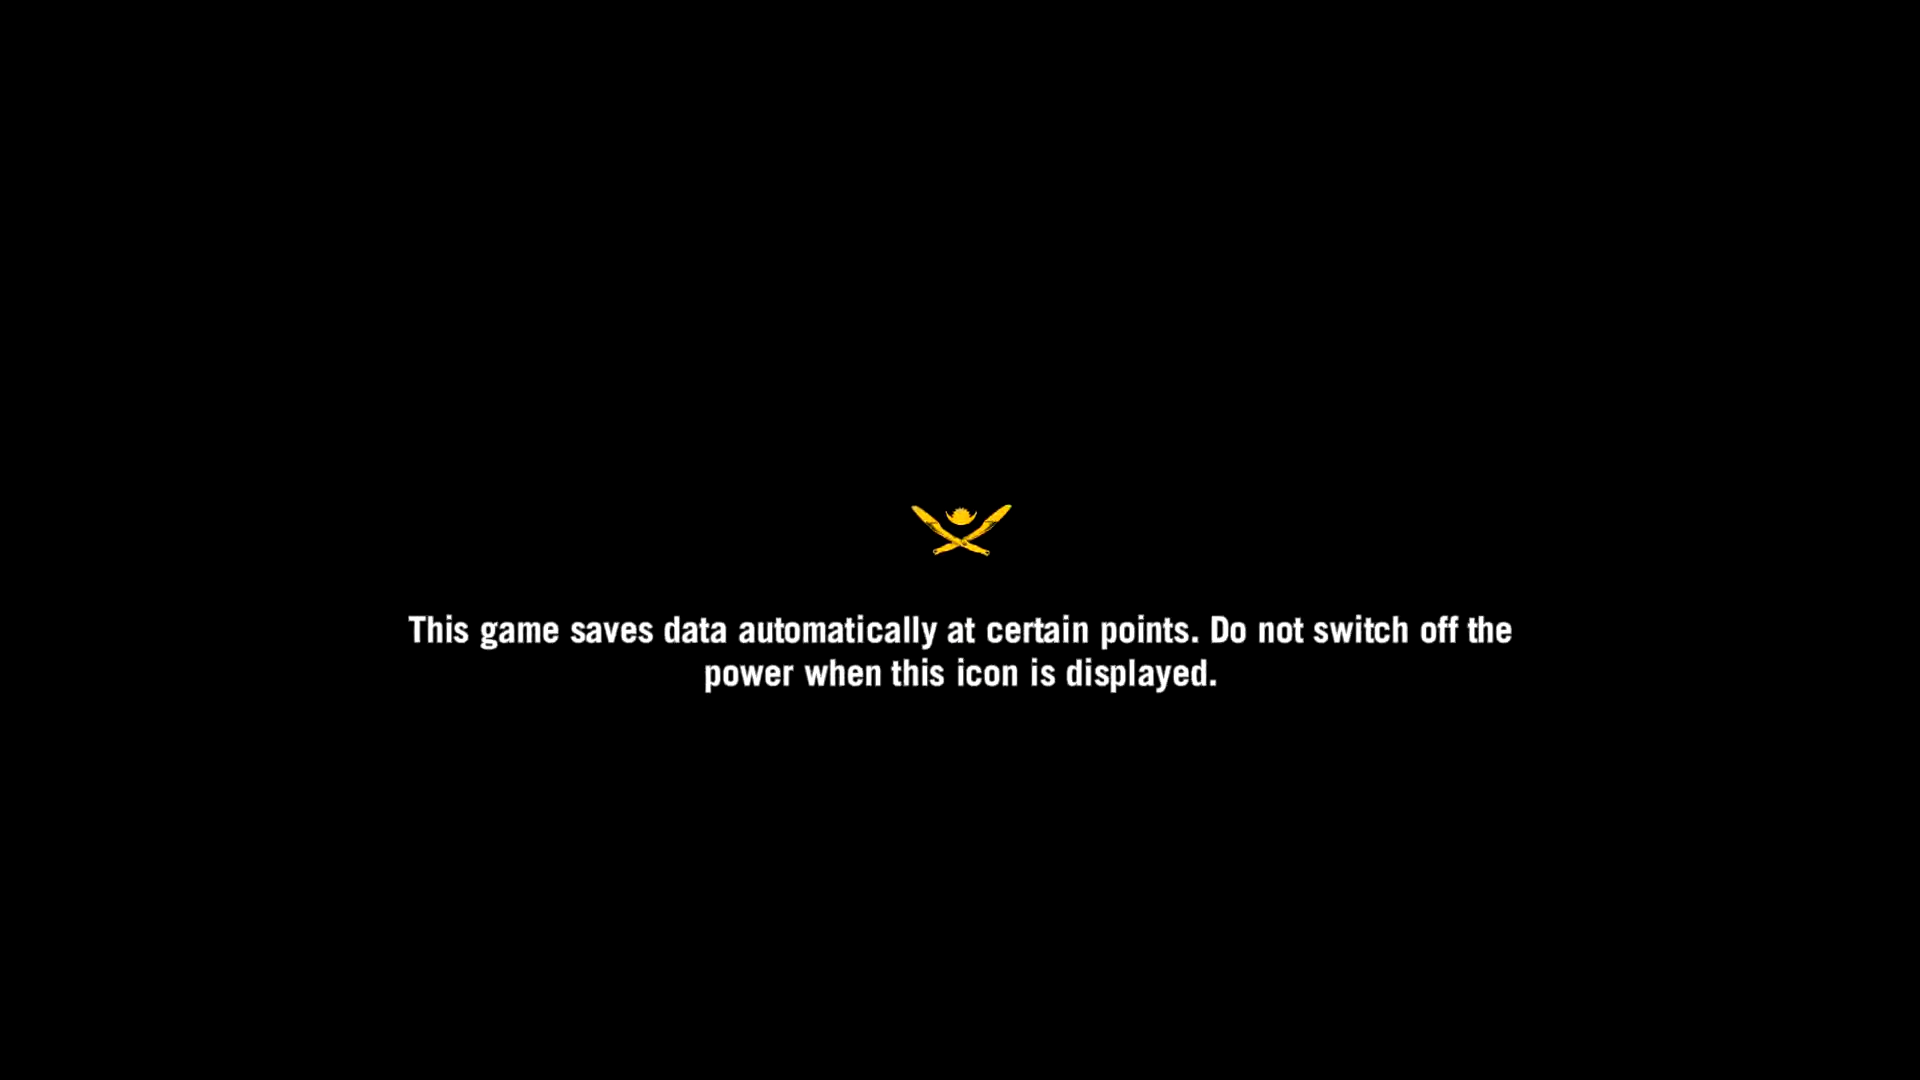 This game saves data automatically at certain points. Do not switch off the
power when this icon is displayed.